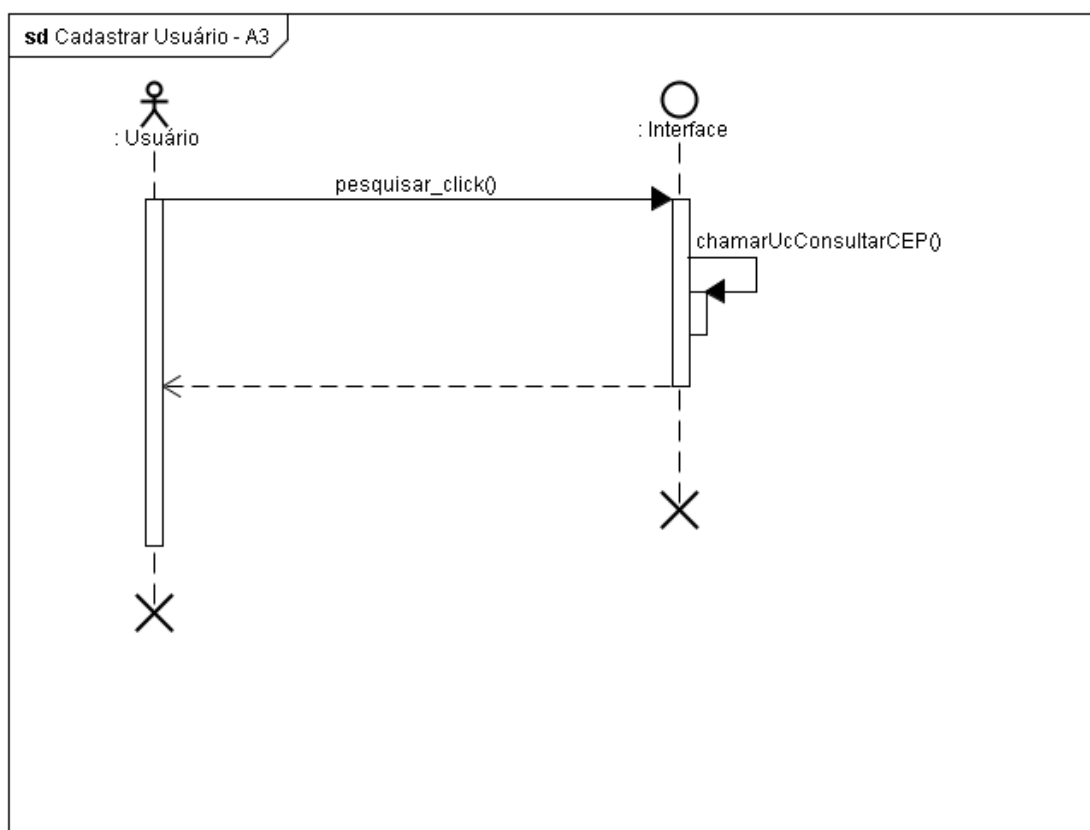 sd Cadastrar Usuário - A3
: Usuário
: Interface
pesquisar_click()
chamarUcConsultarCEP()